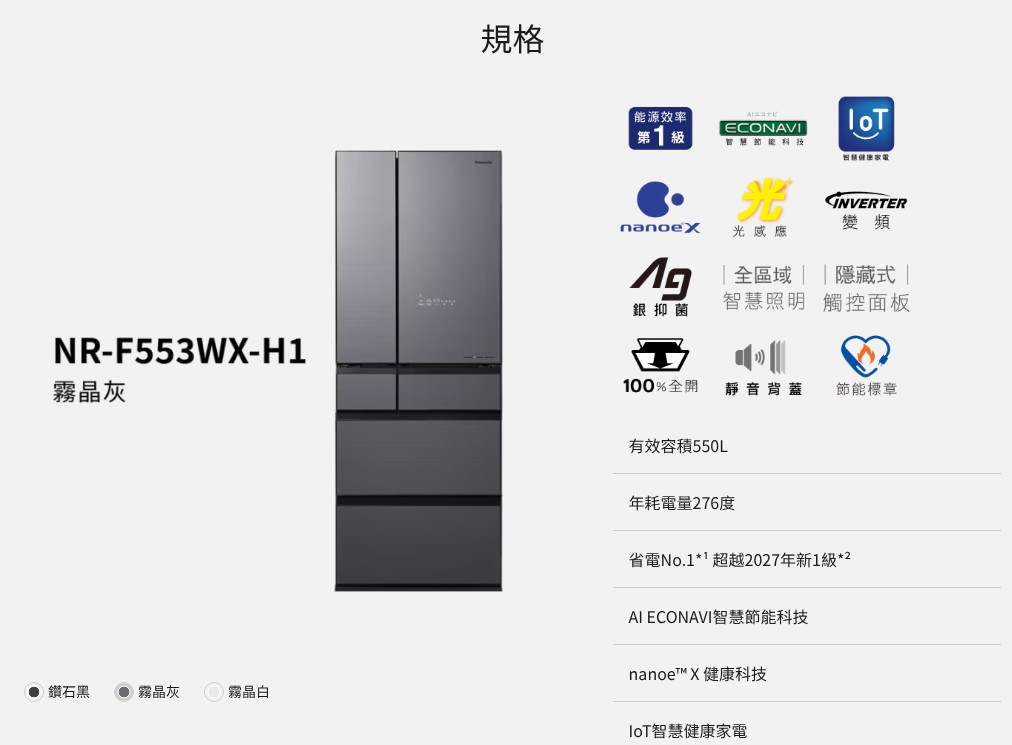 規格
能源效率
第1級
AIエコナビ
ECONAVI
智慧節能科技
IoT
智慧健康家電
nanoe X
光
光感應
INVERTER
變頻
Ag
銀抑菌
全區域
智慧照明
隱藏式
觸控面板
100%全開
靜音背蓋
節能標章
Panasonic
NR-F553WX-H1
霧晶灰
鑽石黑
霧晶灰
霧晶白
有效容積550L
年耗電量276度
省電No.1*¹ 超越2027年新1級*²
AI ECONAVI智慧節能科技
nanoe™ X 健康科技
IoT智慧健康家電